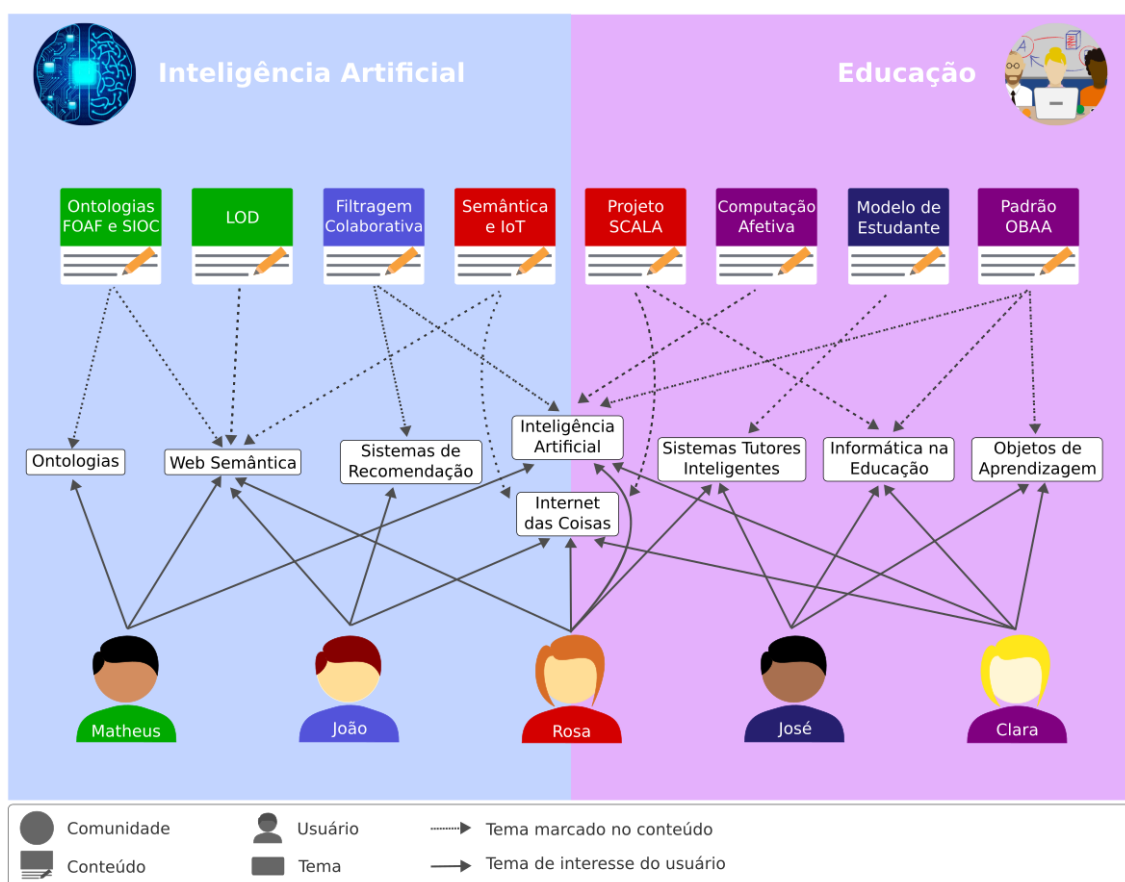 Inteligência Artificial
Educação
Ontologias
FOAF e SIOC
LOD
Filtragem
Colaborativa
Semântica
e IoT
Projeto
SCALA
Computação
Afetiva
Modelo de
Estudante
Padrão
OBAA
Ontologias
Web Semântica
Sistemas de
Recomendação
Inteligência
Artificial
Internet
das Coisas
Sistemas Tutores
Inteligentes
Informática na
Educação
Objetos de
Aprendizagem
Matheus
João
Rosa
José
Clara
Comunidade
Usuário
Tema marcado no conteúdo
Conteúdo
Tema
Tema de interesse do usuário